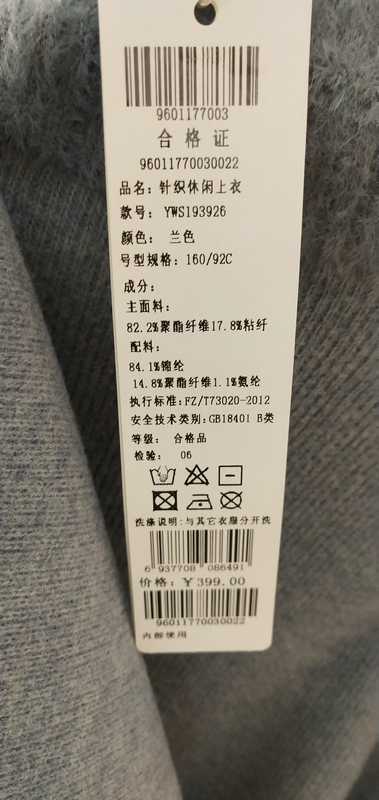 9601177003
合格证
96011770030022
品名：针织休闲上衣
款号： YWS193926
颜色： 兰色
号型规格：160/92C
成分：
主面料：
82.2%聚酯纤维17.8%粘纤
配料：
84.1%锦纶
14.8%聚酯纤维1.1%氨纶
执行标准：FZ/T73020-2012
安全技术类别：GB18401 B类
等级： 合格品
检验： 06
洗涤说明：与其它衣服分开洗
6 937708 086491
价格：￥399.00
96011770030022
内部使用